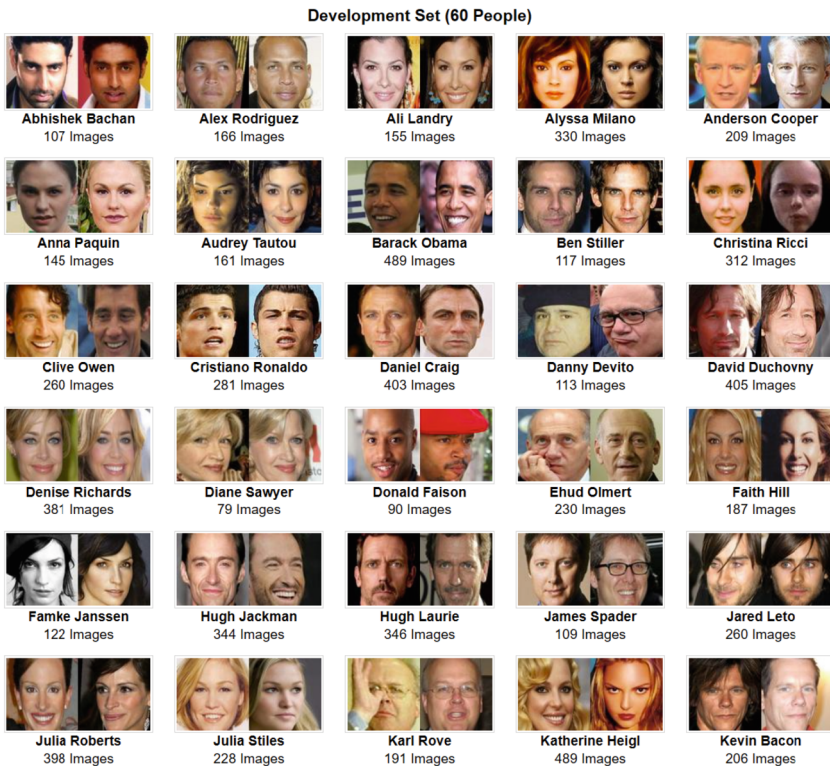 Development Set (60 People)
Abhishek Bachan Alex Rodriguez Ali Landry Alyssa Milano Anderson Cooper
107 Images 166 Images 155 Images 330 Images 209 Images
Anna Paquin Audrey Tautou Barack Obama Ben Stiller Christina Ricci
145 Images 161 Images 489 Images 117 Images 312 Images
Clive Owen Cristiano Ronaldo Daniel Craig Danny Devito David Duchovny
260 Images 281 Images 403 Images 113 Images 405 Images
Denise Richards Diane Sawyer Donald Faison Ehud Olmert Faith Hill
381 Images 79 Images 90 Images 230 Images 187 Images
Famke Janssen Hugh Jackman Hugh Laurie James Spader Jared Leto
122 Images 344 Images 346 Images 109 Images 260 Images
Julia Roberts Julia Stiles Karl Rove Katherine Heigl Kevin Bacon
398 Images 228 Images 191 Images 489 Images 206 Images